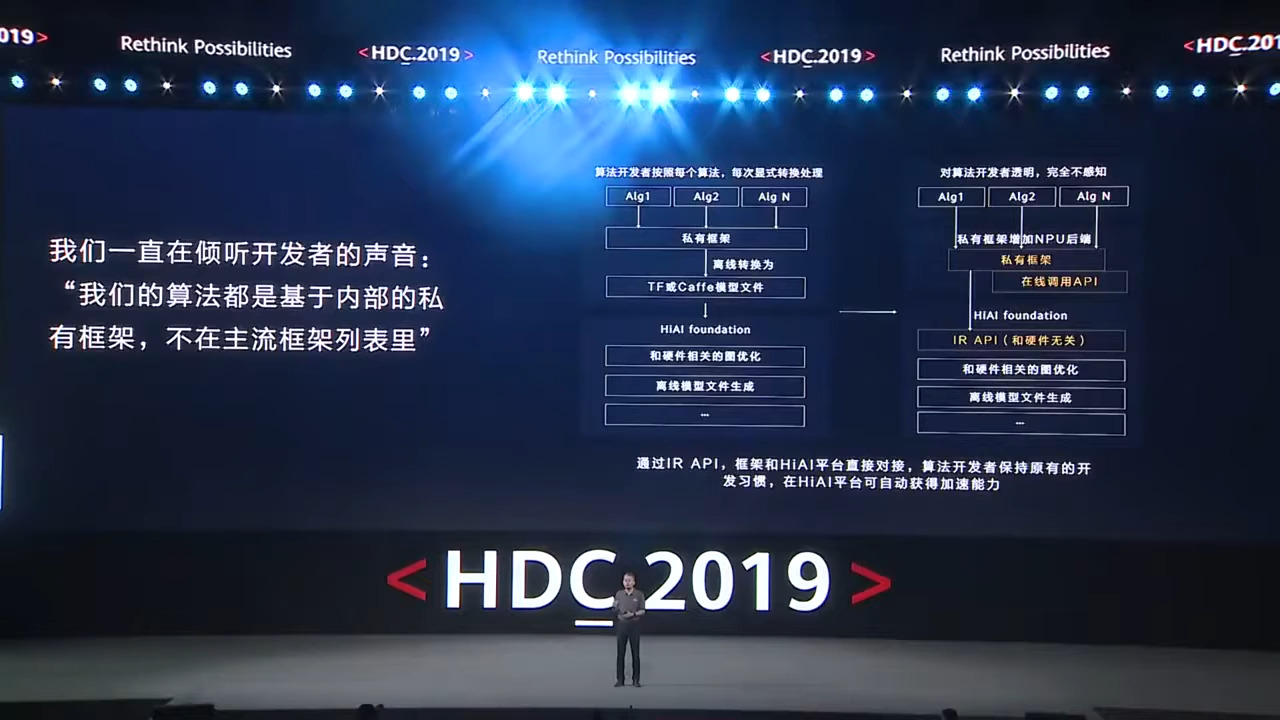 019>
Rethink Possibilities
<HDC.2019>
Rethink Possibilities
<HDC.2019>
Rethink Possibilities
<HDC.201
我们一直在倾听开发者的声音：
“我们的算法都是基于内部的私
有框架，不在主流框架列表里”
算法开发者按照每个算法，每次显式转换处理
Alg1
Alg2
Alg N
私有框架
离线转换为
TF或Caffe模型文件
HiAI foundation
和硬件相关的图优化
离线模型文件生成
...
对算法开发者透明，完全不感知
Alg1
Alg2
Alg N
私有框架增加NPU后端
私有框架
在线调用API
HiAI foundation
IR API（和硬件无关）
和硬件相关的图优化
离线模型文件生成
...
通过IR API，框架和HiAI平台直接对接，算法开发者保持原有的开
发习惯，在HiAI平台可自动获得加速能力
<HDC.2019>